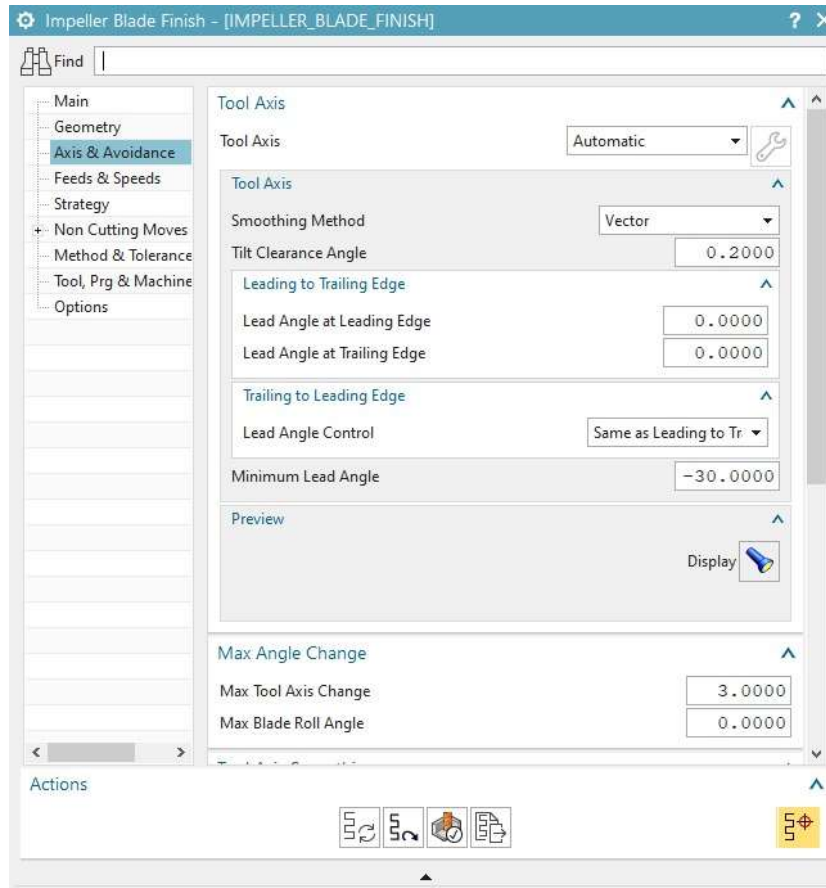 Impeller Blade Finish - [IMPELLER_BLADE_FINISH] ?
Find
Main
Geometry
Axis & Avoidance
Feeds & Speeds
Strategy
+ Non Cutting Moves
Method & Tolerance
Tool, Prg & Machine
Options
Tool Axis
Tool Axis Automatic
Tool Axis
Smoothing Method Vector
Tilt Clearance Angle 0.2000
Leading to Trailing Edge
Lead Angle at Leading Edge 0.0000
Lead Angle at Trailing Edge 0.0000
Trailing to Leading Edge
Lead Angle Control Same as Leading to Tr
Minimum Lead Angle -30.0000
Preview
Display
Max Angle Change
Max Tool Axis Change 3.0000
Max Blade Roll Angle 0.0000
Actions